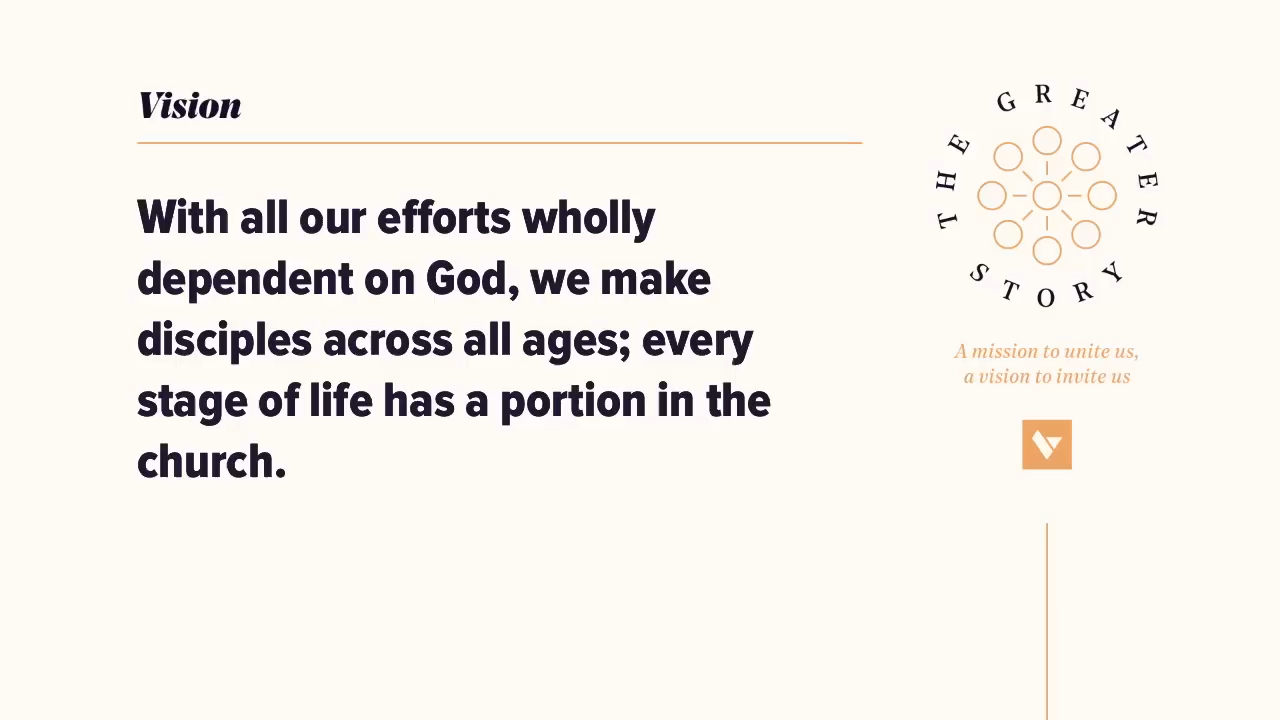 Vision
With all our efforts wholly
dependent on God, we make
disciples across all ages; every
stage of life has a portion in the
church.
THE GREATER STORY
A mission to unite us,
a vision to invite us